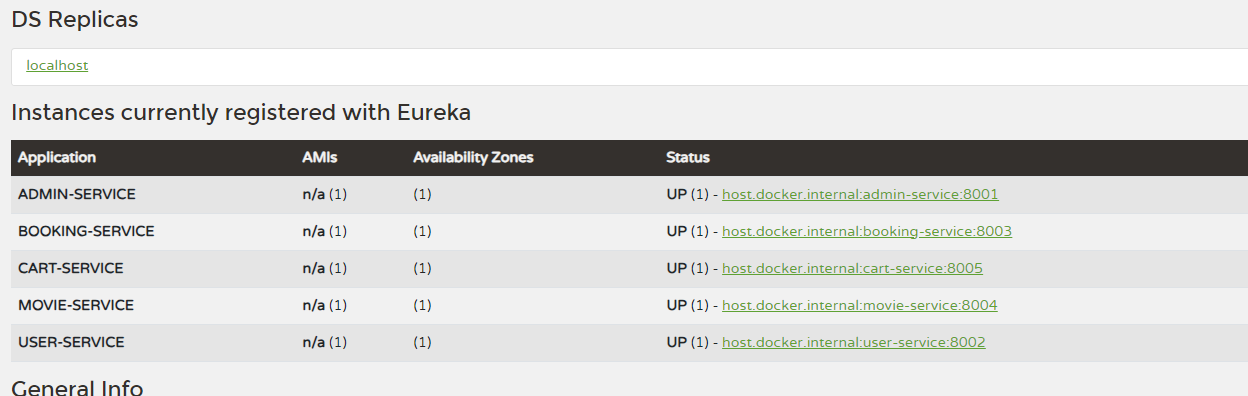 DS Replicas
localhost
Instances currently registered with Eureka
Application AMIs Availability Zones Status
ADMIN-SERVICE n/a (1) (1) UP (1) - host.docker.internal:admin-service:8001
BOOKING-SERVICE n/a (1) (1) UP (1) - host.docker.internal:booking-service:8003
CART-SERVICE n/a (1) (1) UP (1) - host.docker.internal:cart-service:8005
MOVIE-SERVICE n/a (1) (1) UP (1) - host.docker.internal:movie-service:8004
USER-SERVICE n/a (1) (1) UP (1) - host.docker.internal:user-service:8002
General Info